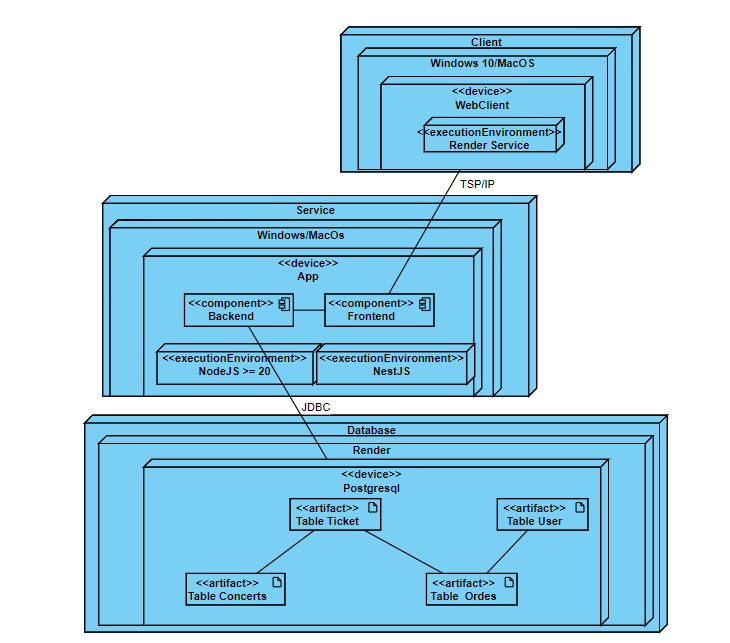 Client
Windows 10/MacOS
<<device>>
WebClient
<<executionEnvironment>>
Render Service
TSP/IP
Service
Windows/MacOs
<<device>>
App
<<component>>
Backend
<<component>>
Frontend
<<executionEnvironment>>
NodeJS >= 20
<<executionEnvironment>>
NestJS
JDBC
Database
Render
<<device>>
Postgresql
<<artifact>>
Table Ticket
<<artifact>>
Table User
<<artifact>>
Table Concerts
<<artifact>>
Table Ordes